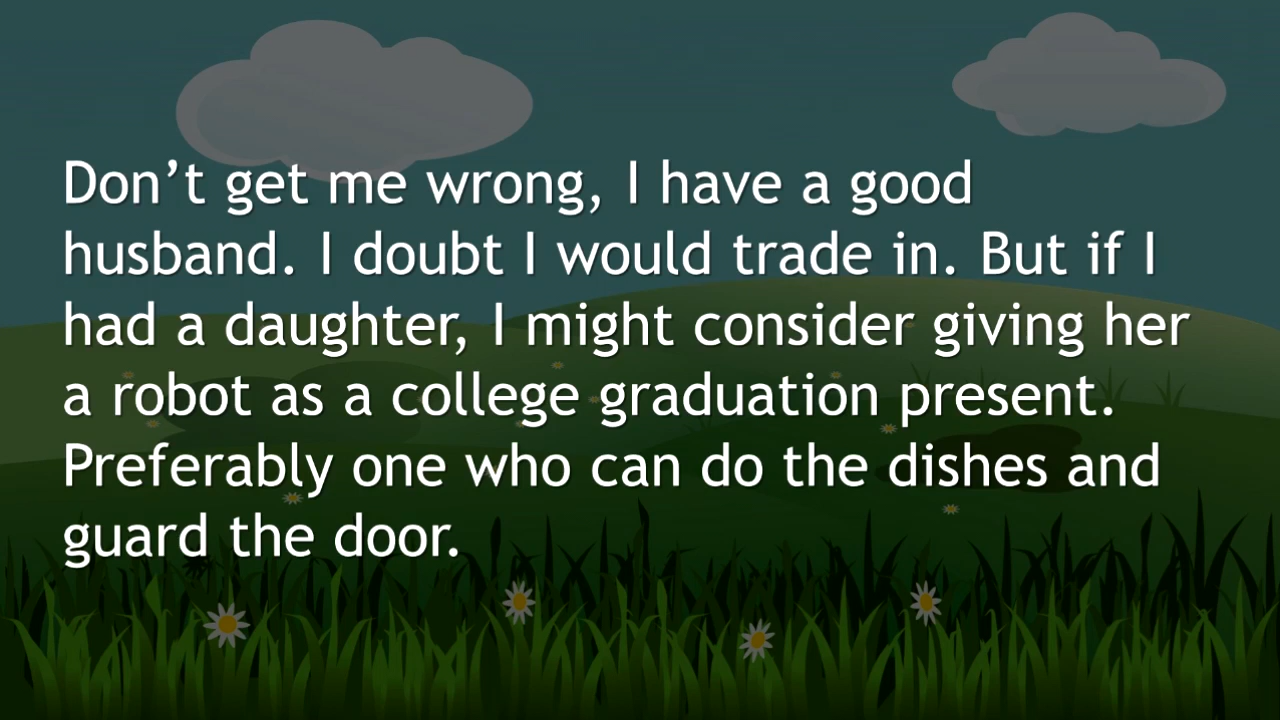 Don’t get me wrong, I have a good
husband. I doubt I would trade in. But if I
had a daughter, I might consider giving her
a robot as a college graduation present.
Preferably one who can do the dishes and
guard the door.